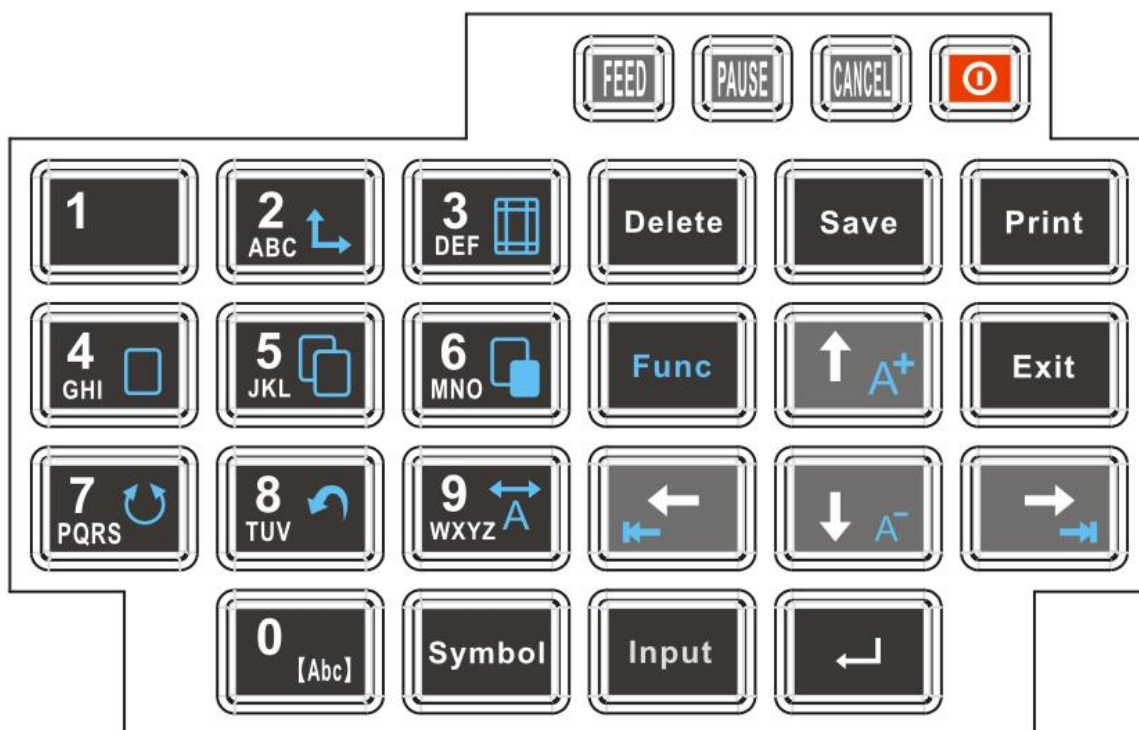 FEED PAUSE CANCEL
1 2 ABC 3 DEF Delete Save Print
4 GHI 5 JKL 6 MNO Func A+ Exit
7 PQRS 8 TUV 9 WXYZ A A-
0 【Abc】 Symbol Input